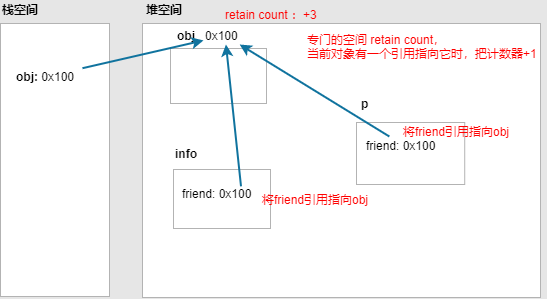 栈空间
堆空间
retain count ：+3
obj 0x100
专门的空间 retain count，
当前对象有一个引用指向它时，把计数器+1
obj: 0x100
p
将friend引用指向obj
friend: 0x100
info
friend: 0x100
将friend引用指向obj